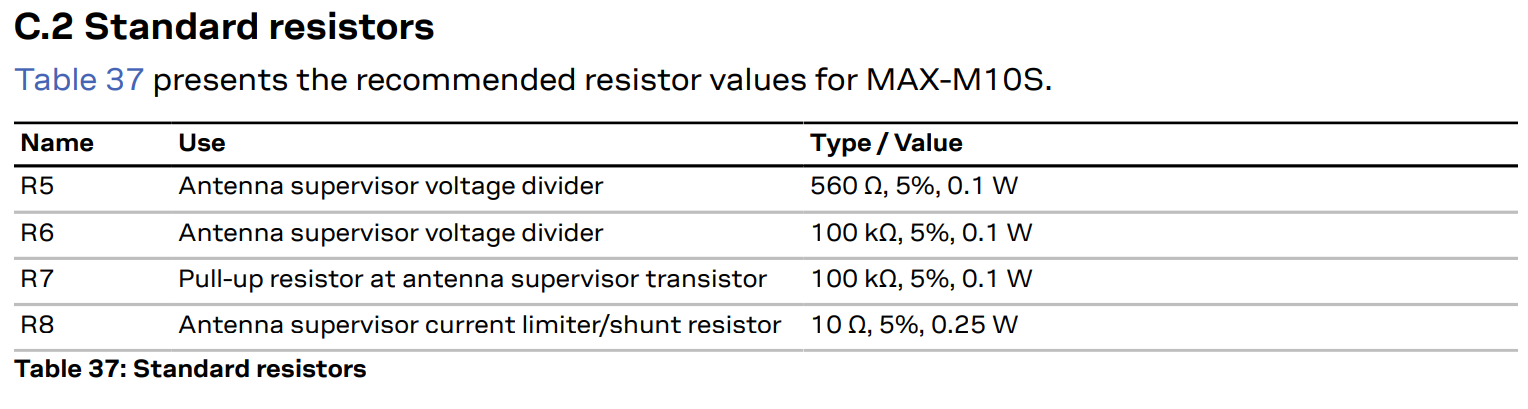 C.2 Standard resistors
Table 37 presents the recommended resistor values for MAX-M10S.
Name Use Type / Value
R5 Antenna supervisor voltage divider 560 Ω, 5%, 0.1 W
R6 Antenna supervisor voltage divider 100 kΩ, 5%, 0.1 W
R7 Pull-up resistor at antenna supervisor transistor 100 kΩ, 5%, 0.1 W
R8 Antenna supervisor current limiter/shunt resistor 10 Ω, 5%, 0.25 W
Table 37: Standard resistors